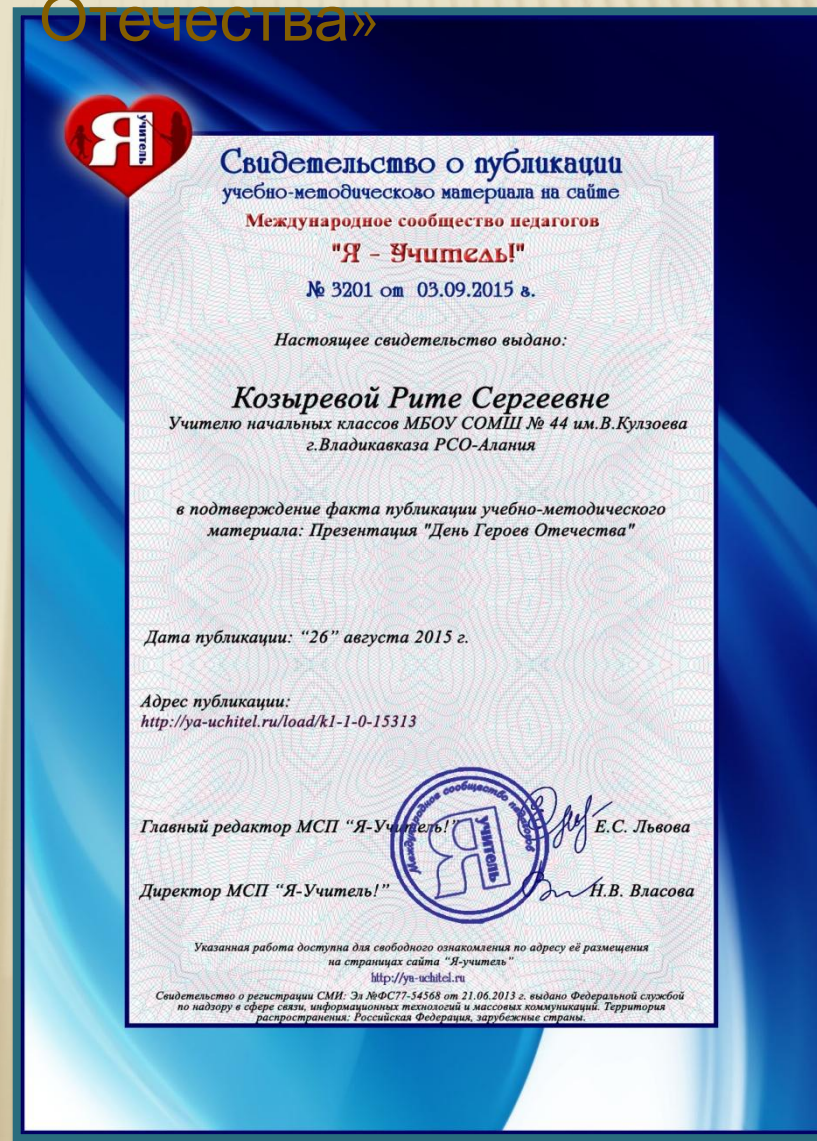 Отечества»
Я
учитель
Свидетельство о публикации
учебно-методического материала на сайте
Международное сообщество педагогов
"Я - Учитель!"
№ 3201 от 03.09.2015 г.
Настоящее свидетельство выдано:
Козыревой Рите Сергеевне
Учителю начальных классов МБОУ СОМШ № 44 им.В.Кулзоева
г.Владикавказа РСО-Алания
в подтверждение факта публикации учебно-методического
материала: Презентация "День Героев Отечества"
Дата публикации: “26” августа 2015 г.
Адрес публикации:
http://ya-uchitel.ru/load/k1-1-0-15313
Главный редактор МСП “Я-Учитель!” Е.С. Львова
Международное сообщество педагогов
Я
учитель
Директор МСП “Я-Учитель!” Н.В. Власова
Указанная работа доступна для свободного ознакомления по адресу её размещения
на страницах сайта “Я-учитель”
http://ya-uchitel.ru
Свидетельство о регистрации СМИ: Эл №ФС77-54568 от 21.06.2013 г. выдано Федеральной службой
по надзору в сфере связи, информационных технологий и массовых коммуникаций. Территория
распространения: Российская Федерация, зарубежные страны.